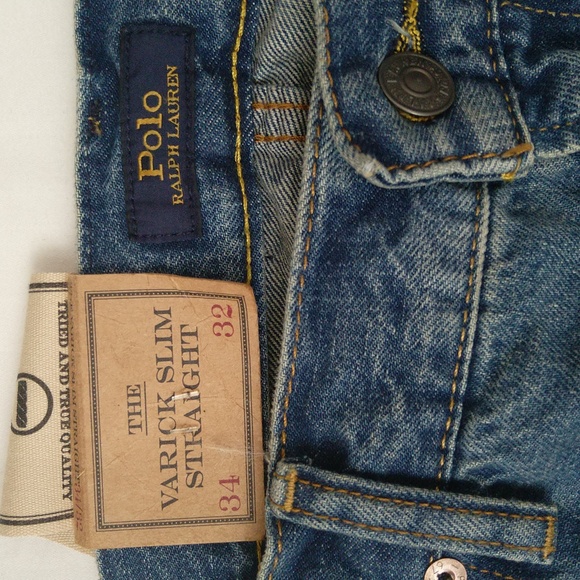 Polo
RALPH LAUREN
THE
VARICK SLIM
STRAIGHT
34 32
TRIED AND TRUE QUALITY